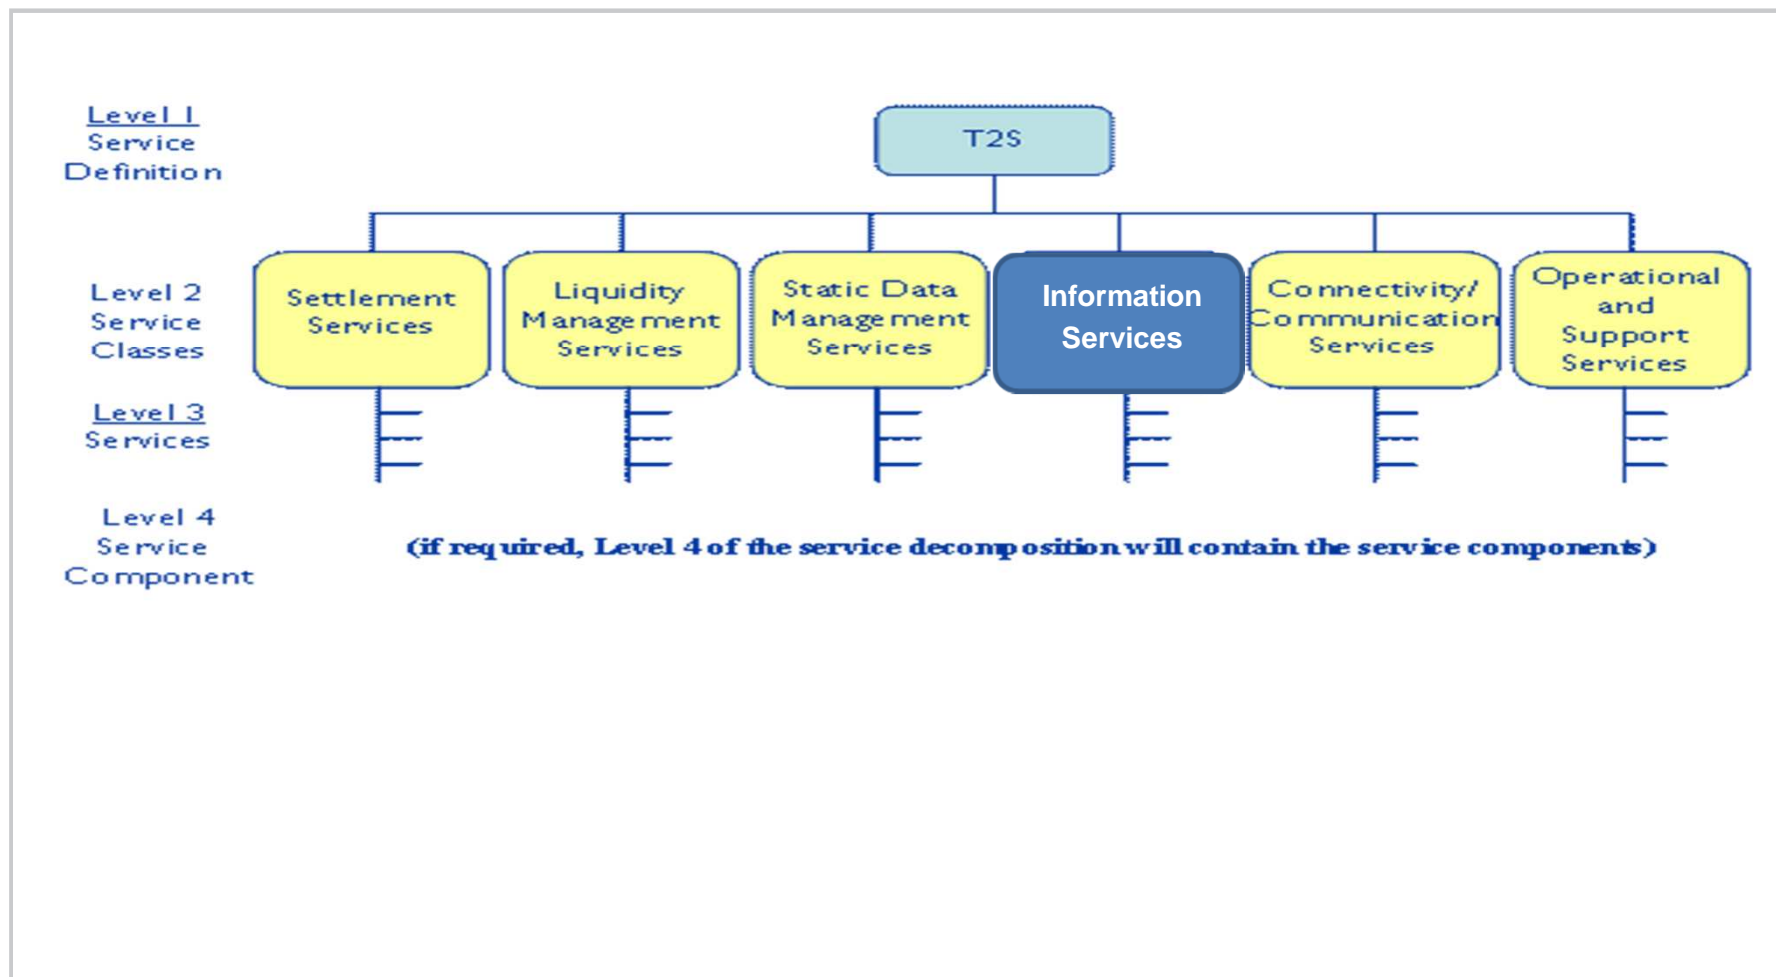 Level 1
Service
Definition
T2S
Level 2
Service
Classes
Settlement
Services
Liquidity
Management
Services
Static Data
Management
Services
Information
Services
Connectivity/
Communication
Services
Operational
and
Support
Services
Level 3
Services
Level 4
Service
Component
(if required, Level 4 of the service decomposition will contain the service components)